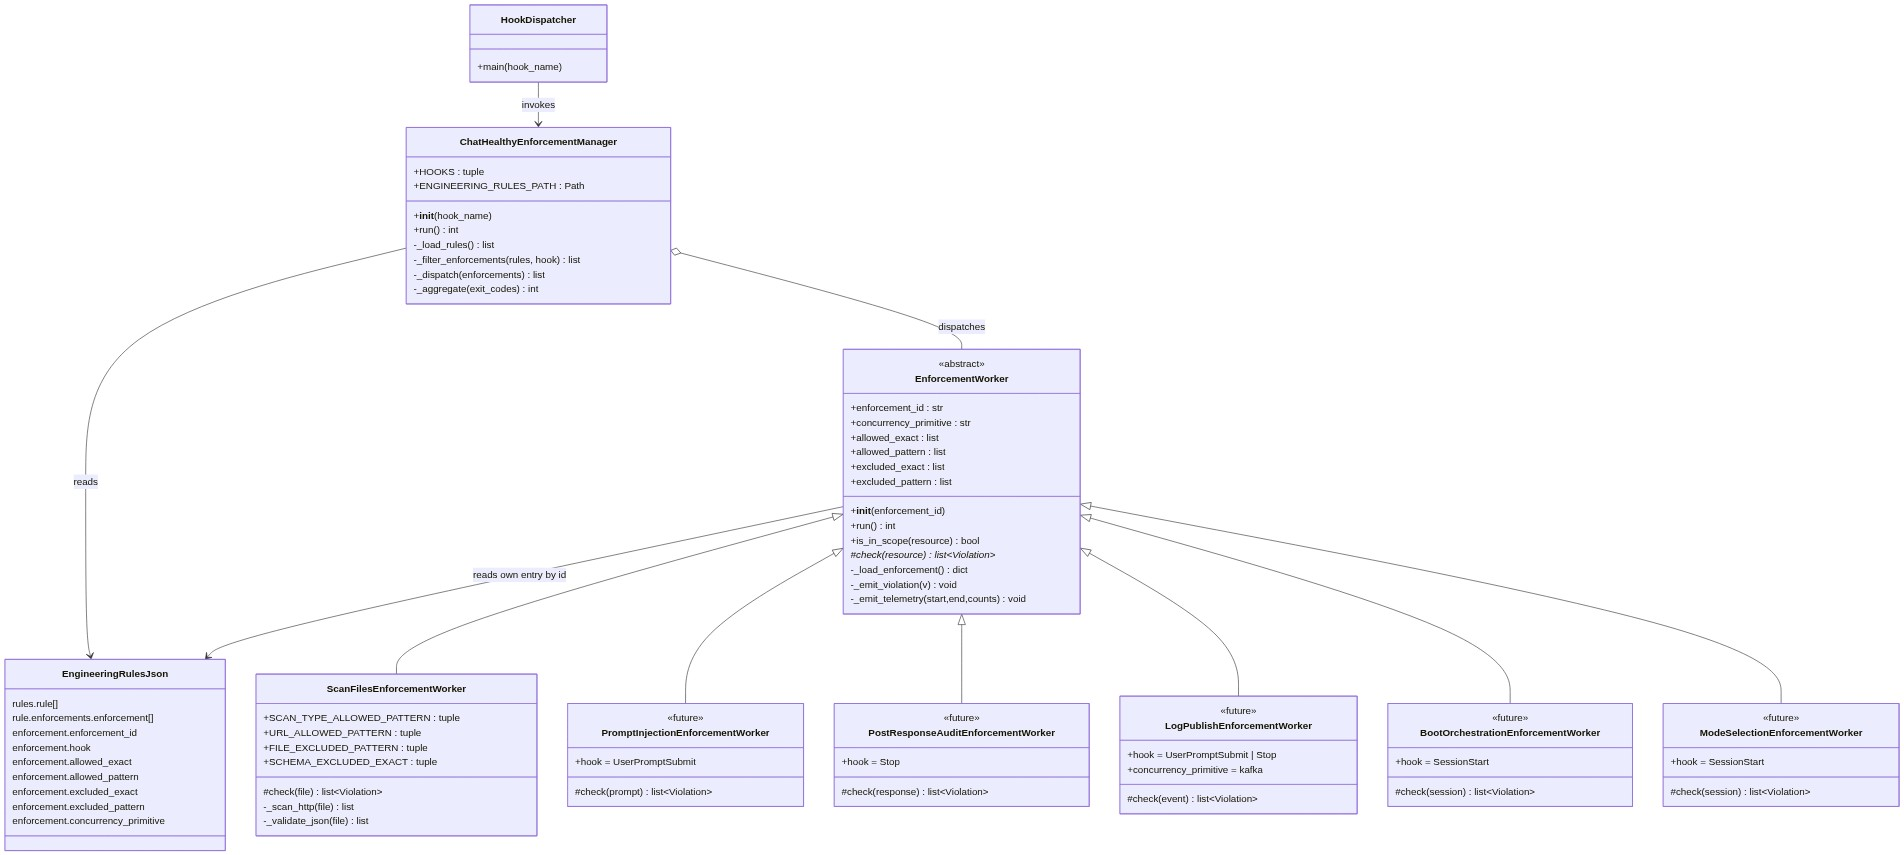 HookDispatcher
+main(hook_name)
invokes
ChatHealthyEnforcementManager
+HOOKS : tuple
+ENGINEERING_RULES_PATH : Path
+init(hook_name)
+run() : int
-_load_rules() : list
-_filter_enforcements(rules, hook) : list
-_dispatch(enforcements) : list
-_aggregate(exit_codes) : int
dispatches
reads
«abstract»
EnforcementWorker
+enforcement_id : str
+concurrency_primitive : str
+allowed_exact : list
+allowed_pattern : list
+excluded_exact : list
+excluded_pattern : list
+init(enforcement_id)
+run() : int
+is_in_scope(resource) : bool
#check(resource) : list<Violation>
-_load_enforcement() : dict
-_emit_violation(v) : void
-_emit_telemetry(start,end,counts) : void
reads own entry by id
EngineeringRulesJson
rules.rule[]
rule.enforcements.enforcement[]
enforcement.enforcement_id
enforcement.hook
enforcement.allowed_exact
enforcement.allowed_pattern
enforcement.excluded_exact
enforcement.excluded_pattern
enforcement.concurrency_primitive
ScanFilesEnforcementWorker
+SCAN_TYPE_ALLOWED_PATTERN : tuple
+URL_ALLOWED_PATTERN : tuple
+FILE_EXCLUDED_PATTERN : tuple
+SCHEMA_EXCLUDED_EXACT : tuple
#check(file) : list<Violation>
-_scan_http(file) : list
-_validate_json(file) : list
«future»
PromptInjectionEnforcementWorker
+hook = UserPromptSubmit
#check(prompt) : list<Violation>
«future»
PostResponseAuditEnforcementWorker
+hook = Stop
#check(response) : list<Violation>
«future»
LogPublishEnforcementWorker
+hook = UserPromptSubmit | Stop
+concurrency_primitive = kafka
#check(event) : list<Violation>
«future»
BootOrchestrationEnforcementWorker
+hook = SessionStart
#check(session) : list<Violation>
«future»
ModeSelectionEnforcementWorker
+hook = SessionStart
#check(session) : list<Violation>